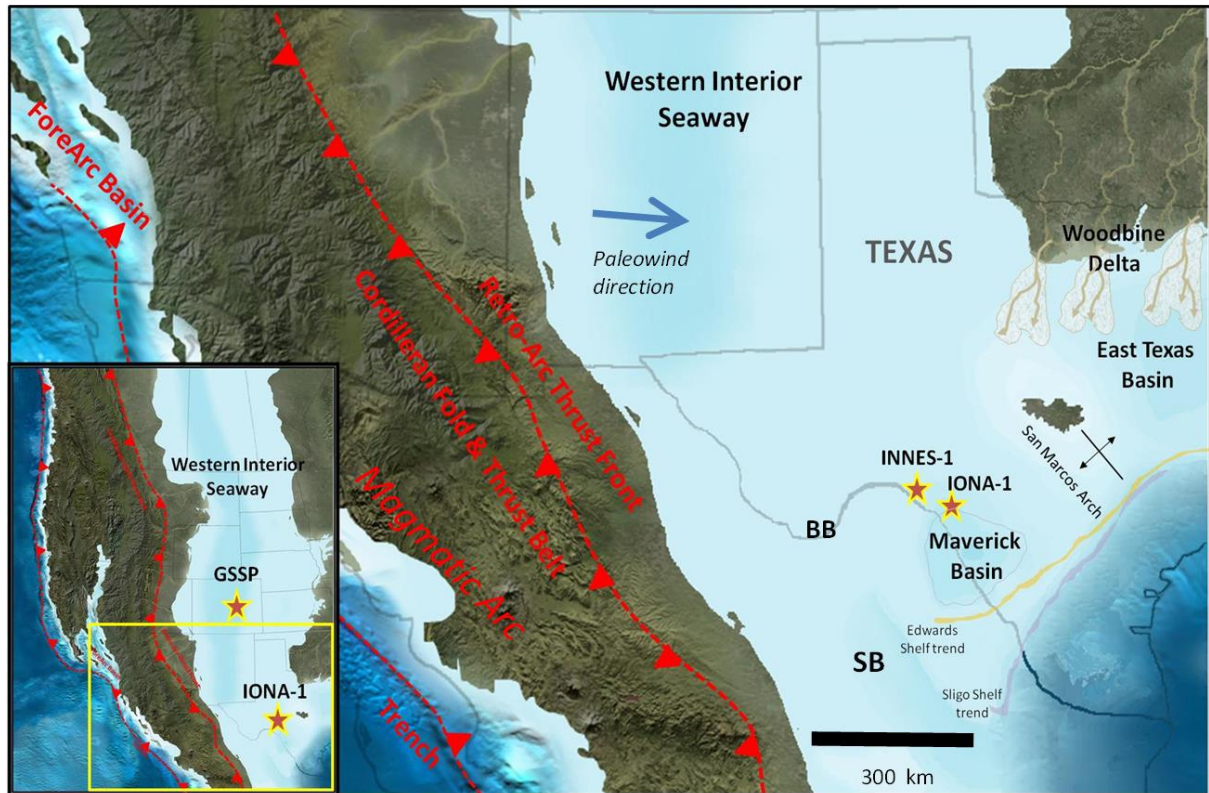 Western Interior
Seaway
ForeArc Basin
Paleowind
direction
TEXAS
Woodbine
Delta
East Texas
Basin
Retro-Arc Thrust Front
Cordilleran Fold & Thrust Belt
Magmatic Arc
Trench
San Marcos Arch
INNES-1
IONA-1
BB
Maverick
Basin
Edwards
Shelf trend
SB
Sligo Shelf
trend
300 km
Western Interior
Seaway
GSSP
IONA-1